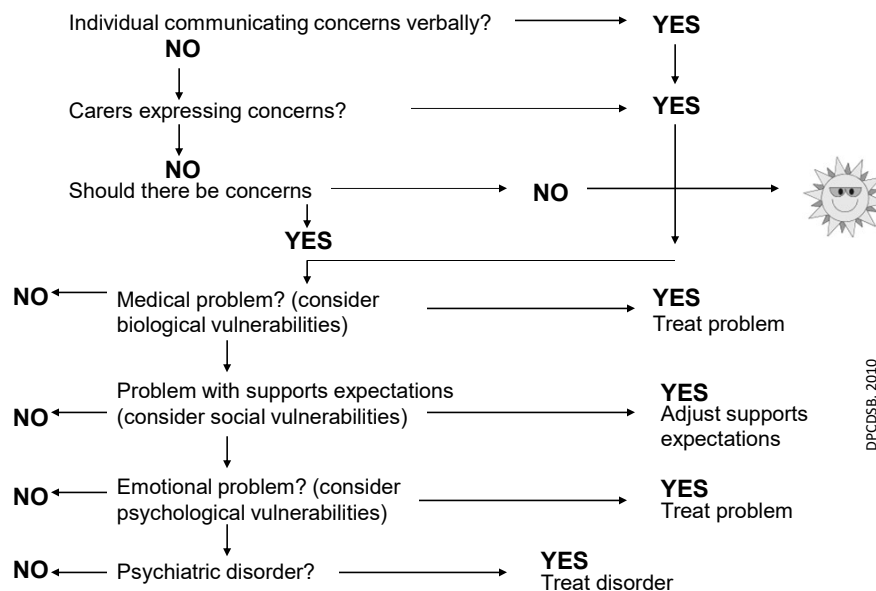 Individual communicating concerns verbally?
YES
NO
Carers expressing concerns?
YES
NO
Should there be concerns
NO
YES
NO
Medical problem? (consider
biological vulnerabilities)
YES
Treat problem
NO
Problem with supports expectations
(consider social vulnerabilities)
YES
Adjust supports
expectations
NO
Emotional problem? (consider
psychological vulnerabilities)
YES
Treat problem
NO
Psychiatric disorder?
YES
Treat disorder
DPCDSB, 2010